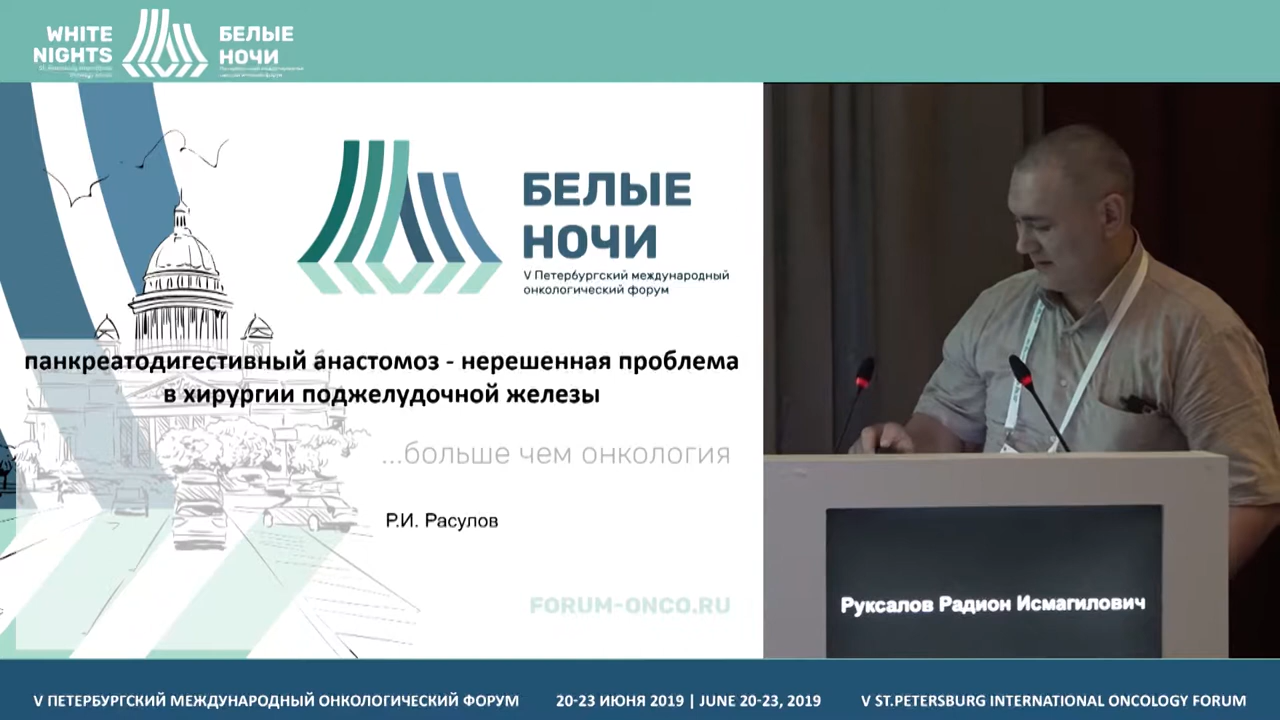 WHITE
NIGHTS
БЕЛЫЕ
НОЧИ
БЕЛЫЕ
НОЧИ
V Петербургский международный
онкологический форум
панкреатодигестивный анастомоз - нерешенная проблема
в хирургии поджелудочной железы
...больше чем онкология
Р.И. Расулов
FORUM-ONCO.RU
Руксалов Радион Исмагилович
V ПЕТЕРБУРГСКИЙ МЕЖДУНАРОДНЫЙ ОНКОЛОГИЧЕСКИЙ ФОРУМ
20-23 ИЮНЯ 2019 | JUNE 20-23, 2019
V ST.PETERSBURG INTERNATIONAL ONCOLOGY FORUM